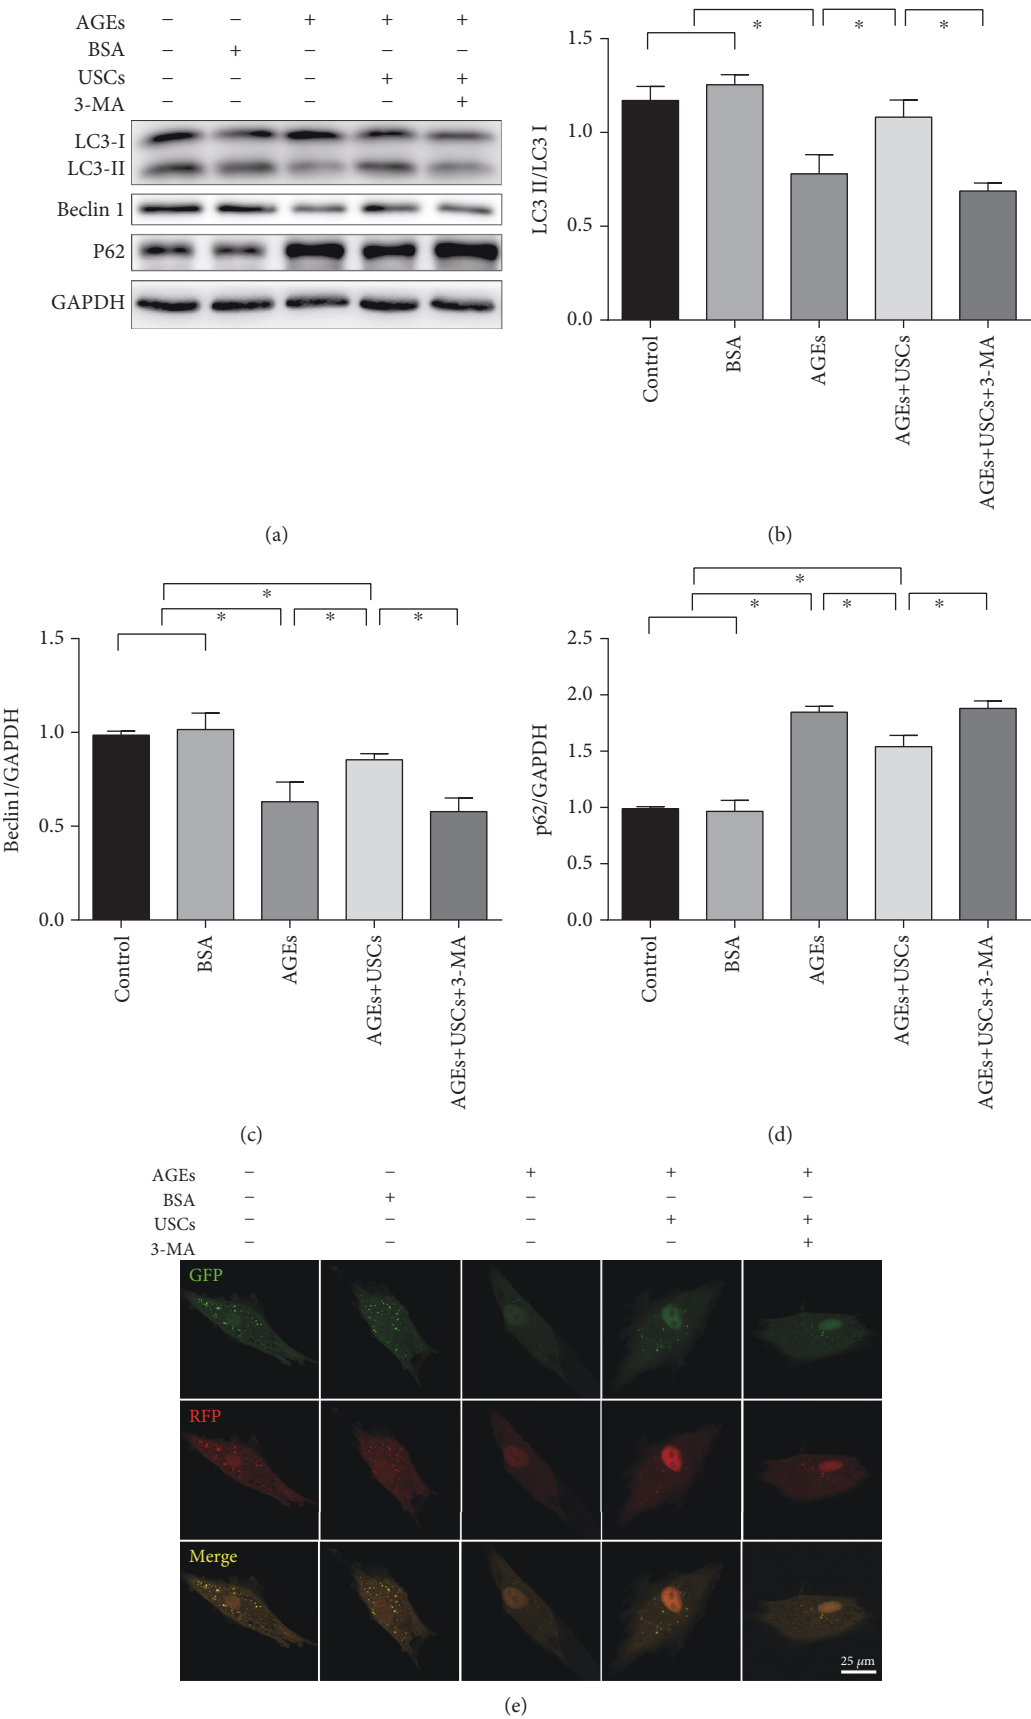 AGEs − − + + +
BSA − + − − −
USCs − − − + +
3-MA − − − − +
LC3-I
LC3-II
Beclin 1
P62
GAPDH
(a)
* * *
1.5
1.0
0.5
0.0
LC3 II/LC3 I
Control
BSA
AGEs
AGEs+USCs
AGEs+USCs+3-MA
(b)
*
* * *
1.5
1.0
0.5
0.0
Beclin1/GAPDH
Control
BSA
AGEs
AGEs+USCs
AGEs+USCs+3-MA
(c)
*
* * *
2.5
2.0
1.5
1.0
0.5
0.0
p62/GAPDH
Control
BSA
AGEs
AGEs+USCs
AGEs+USCs+3-MA
(d)
AGEs − − + + +
BSA − + − − −
USCs − − − + +
3-MA − − − − +
GFP
RFP
Merge
25 μm
(e)